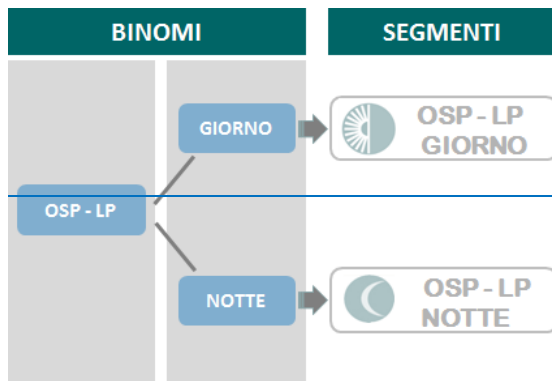 BINOMI
SEGMENTI
GIORNO
OSP - LP
GIORNO
OSP - LP
NOTTE
OSP - LP
NOTTE